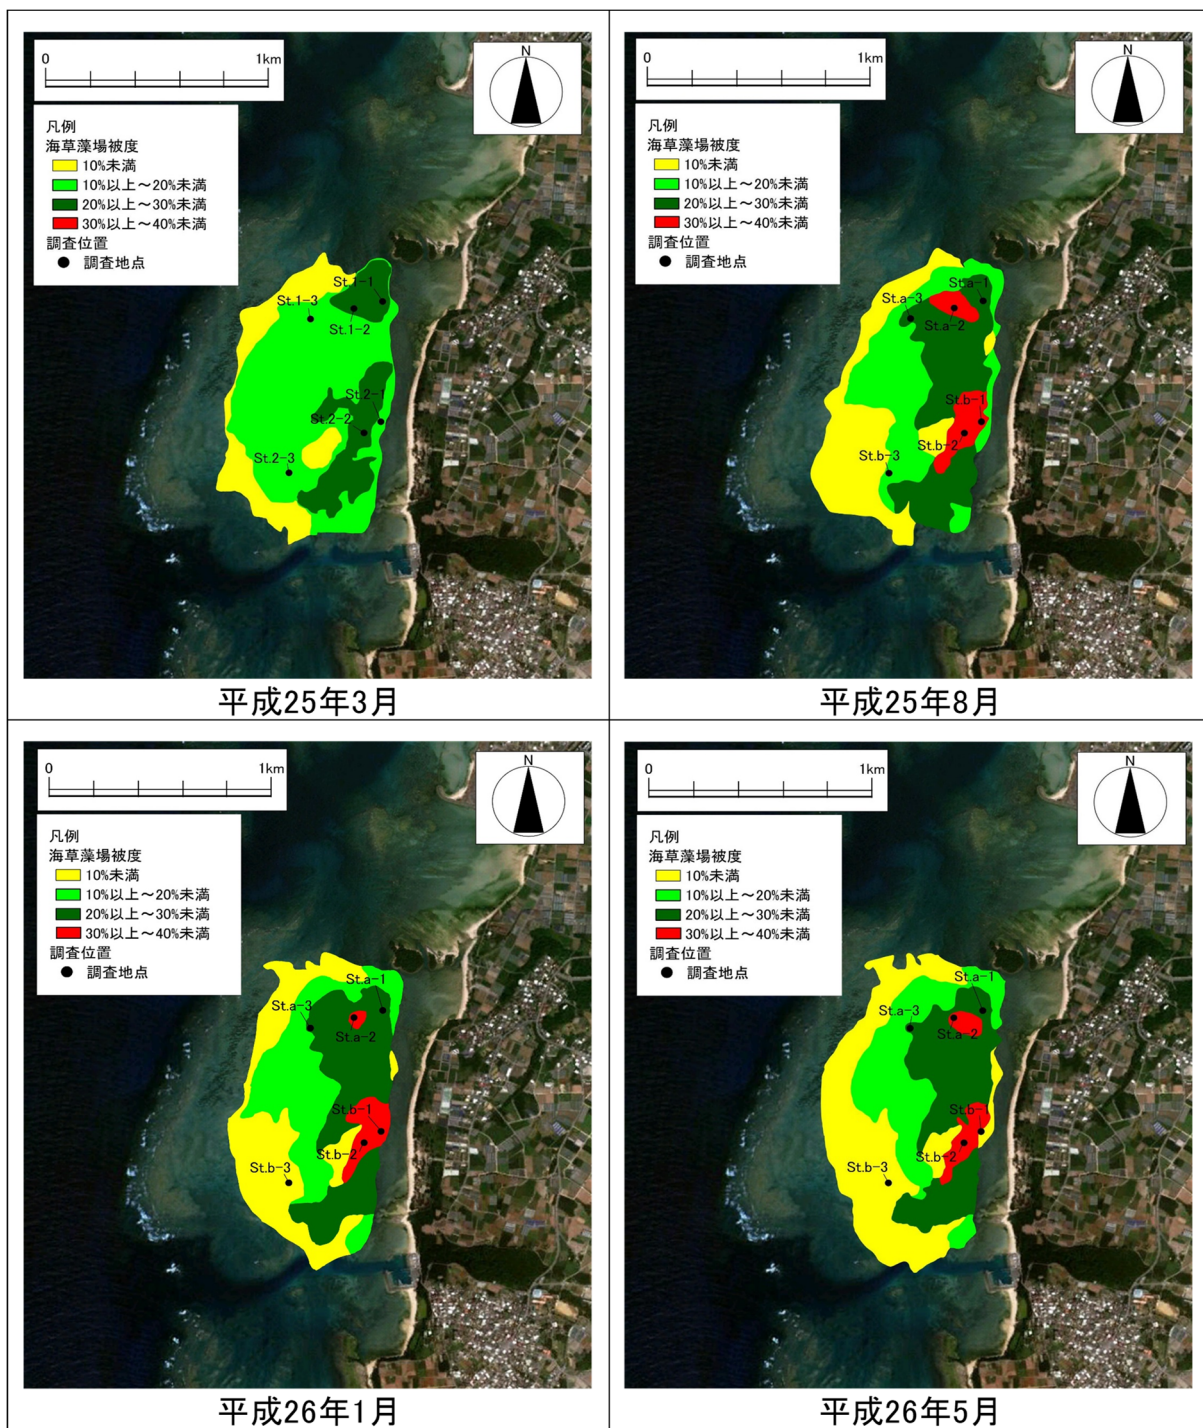 0 1km
N
凡例
海草藻場被度
10%未満
10%以上～20%未満
20%以上～30%未満
30%以上～40%未満
調査位置
調査地点
St.1-1
St.1-3
St.1-2
St.2-1
St.2-2
St.2-3
平成25年3月
0 1km
N
凡例
海草藻場被度
10%未満
10%以上～20%未満
20%以上～30%未満
30%以上～40%未満
調査位置
調査地点
St.a-1
St.a-3
St.a-2
St.b-1
St.b-2
St.b-3
平成25年8月
0 1km
N
凡例
海草藻場被度
10%未満
10%以上～20%未満
20%以上～30%未満
30%以上～40%未満
調査位置
調査地点
St.a-1
St.a-3
St.a-2
St.b-1
St.b-2
St.b-3
平成26年1月
0 1km
N
凡例
海草藻場被度
10%未満
10%以上～20%未満
20%以上～30%未満
30%以上～40%未満
調査位置
調査地点
St.a-1
St.a-3
St.a-2
St.b-1
St.b-2
St.b-3
平成26年5月